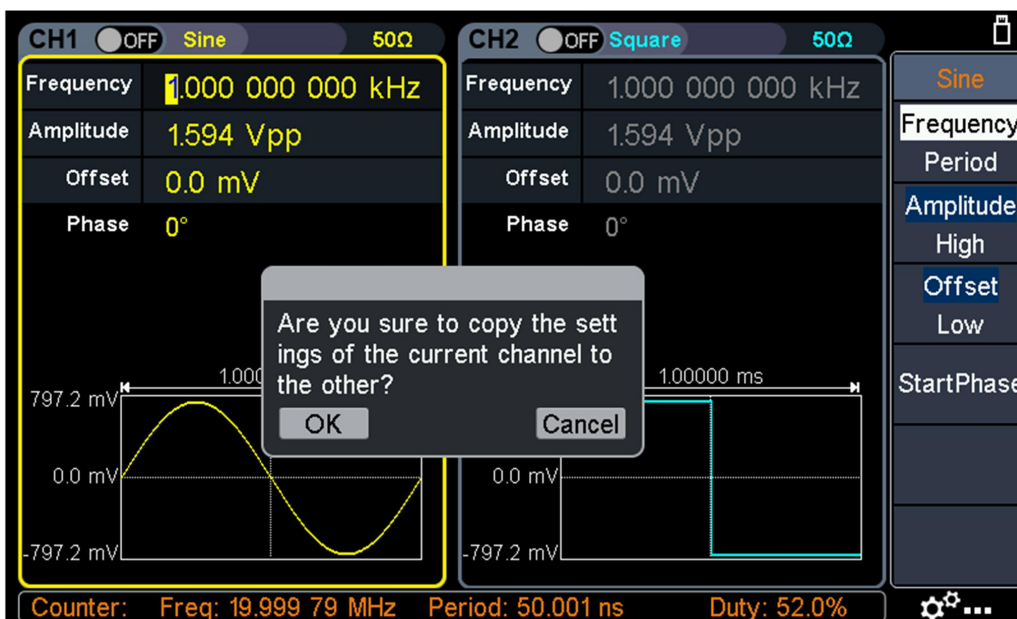 CH1 OFF Sine 50Ω
CH2 OFF Square 50Ω
Frequency 1.000 000 000 kHz
Amplitude 1.594 Vpp
Offset 0.0 mV
Phase 0°
Frequency 1.000 000 000 kHz
Amplitude 1.594 Vpp
Offset 0.0 mV
Phase 0°
Sine
Frequency
Period
Amplitude
High
Offset
Low
StartPhase
Are you sure to copy the sett
ings of the current channel to
the other?
OK Cancel
1.000
797.2 mV
0.0 mV
-797.2 mV
1.00000 ms
0.0 mV
-797.2 mV
Counter: Freq: 19.999 79 MHz Period: 50.001 ns Duty: 52.0%